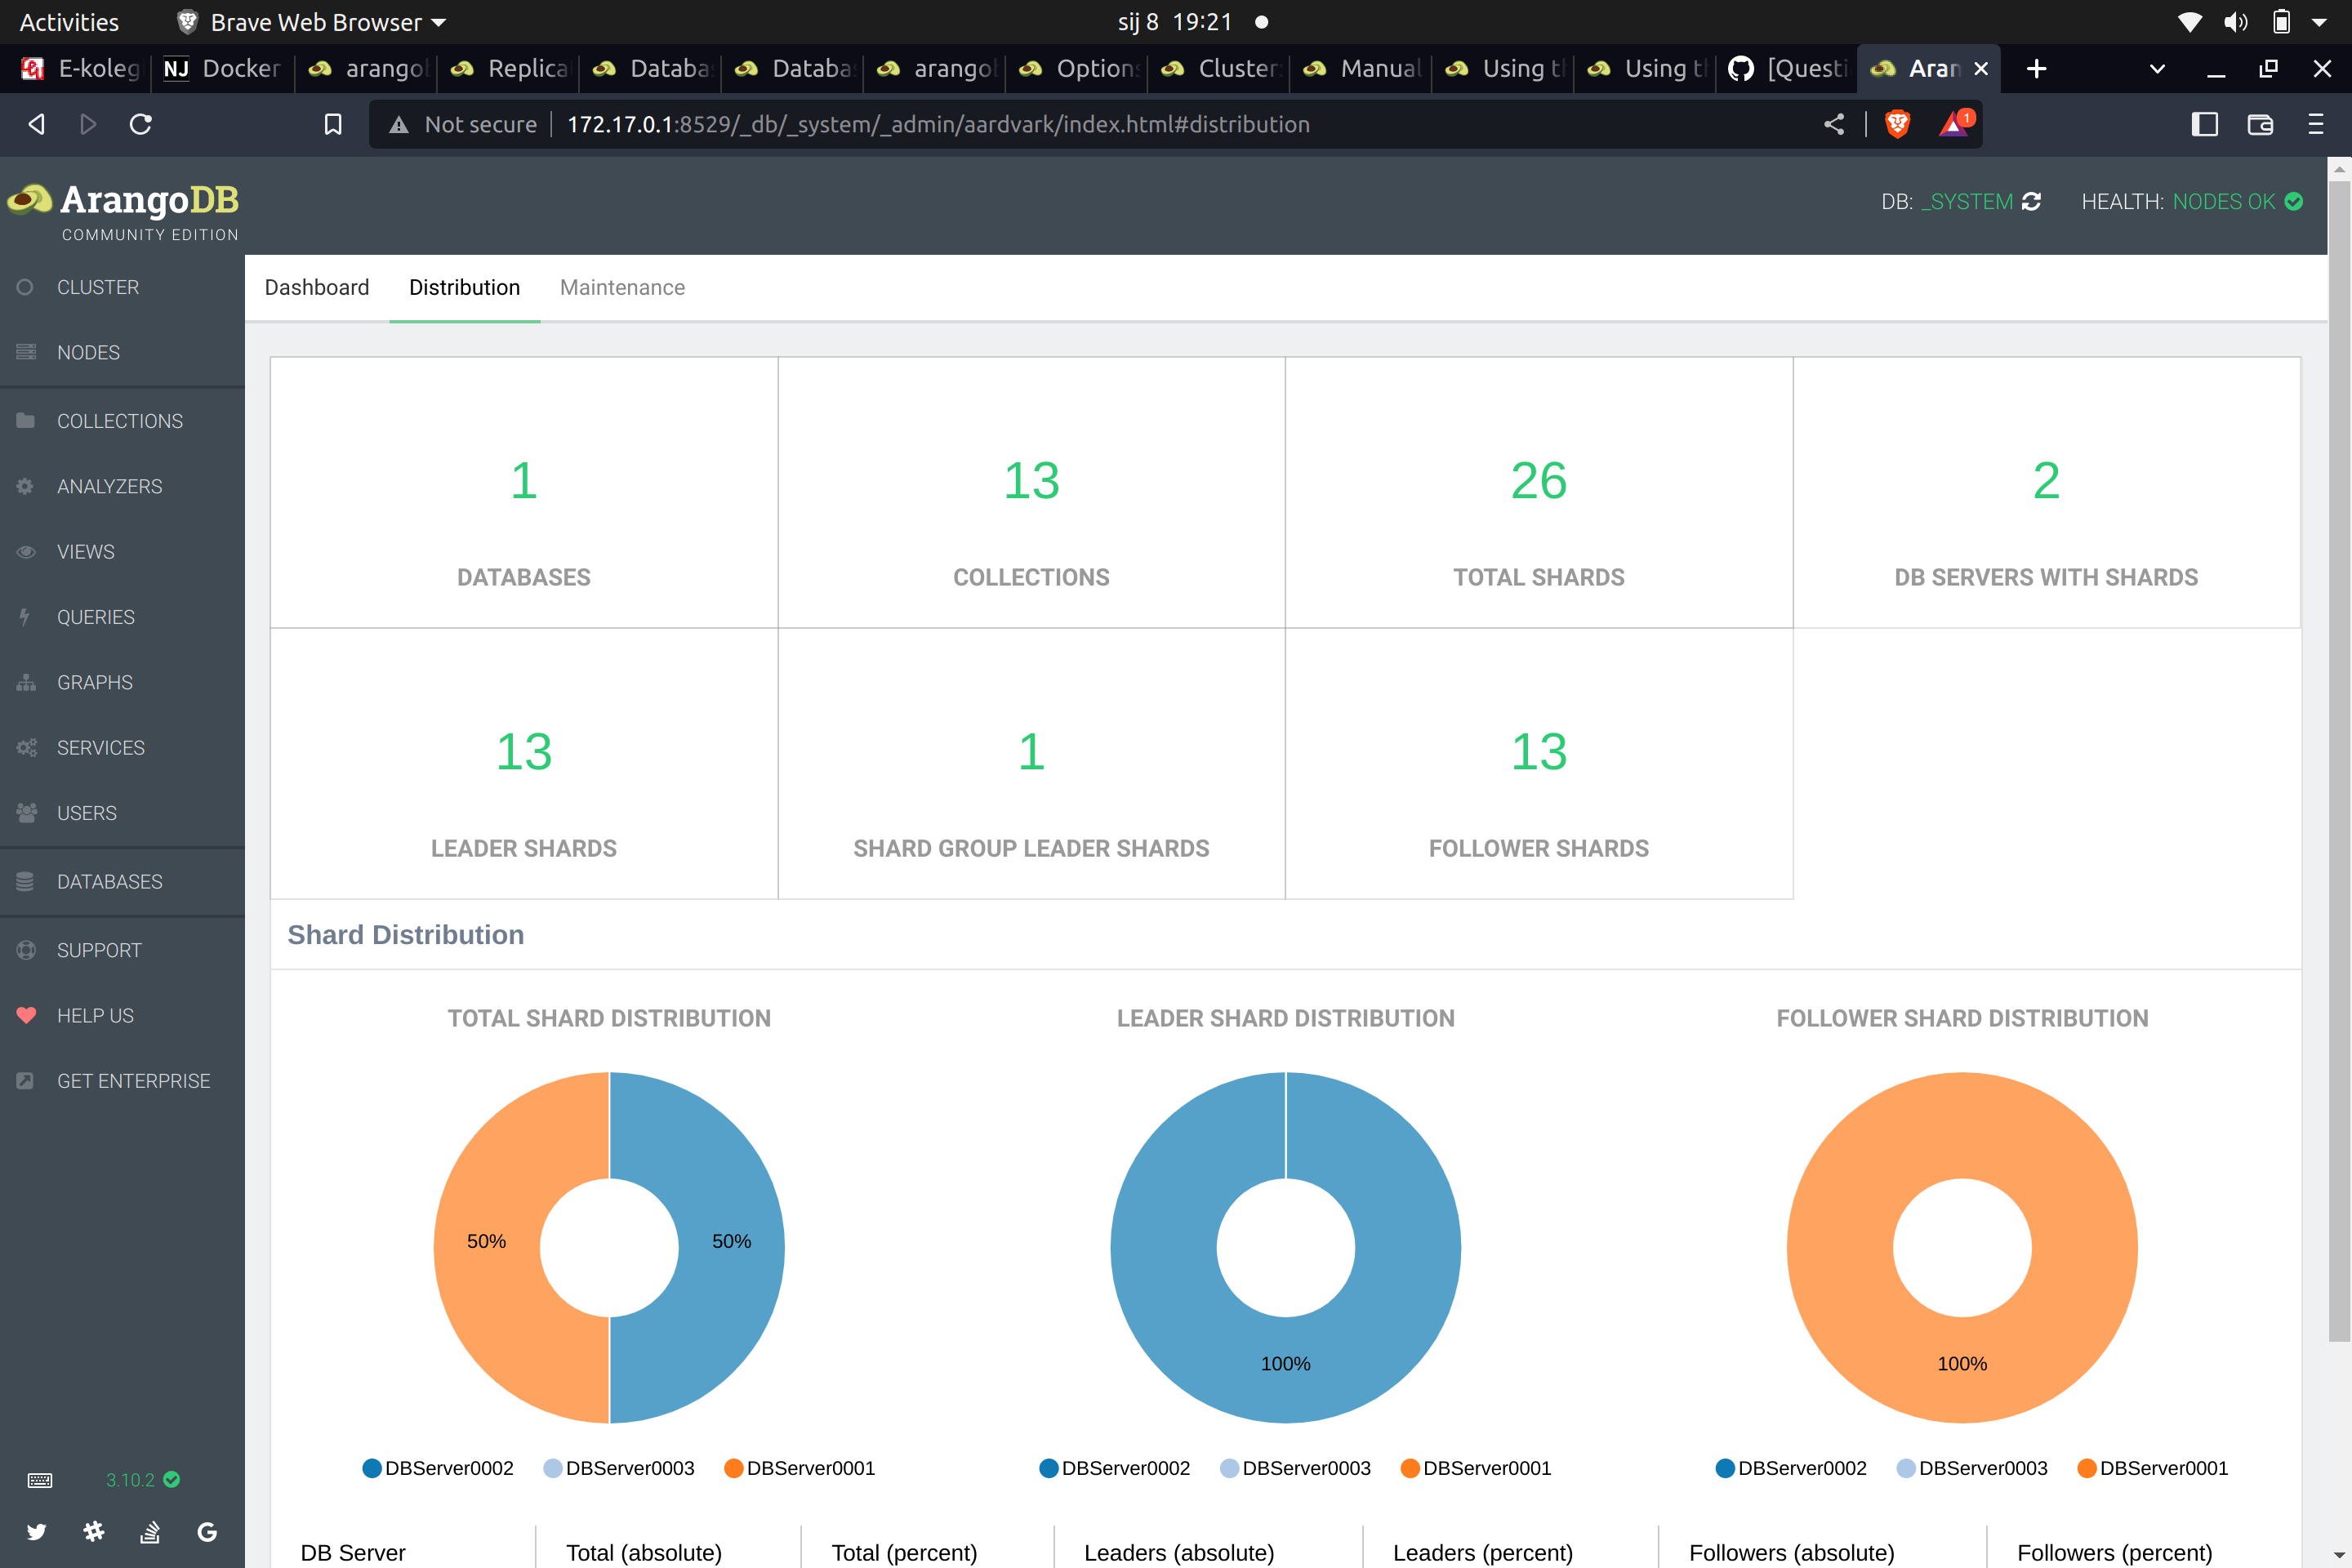 Activities Brave Web Browser sij 8 19:21
E-koleg NJ Docker arangol Replica Databa Databa arangol Option Cluster Manual Using t Using t [Questi Aran
Not secure 172.17.0.1:8529/_db/_system/_admin/aardvark/index.html#distribution 1
ArangoDB
COMMUNITY EDITION
DB: _SYSTEM HEALTH: NODES OK
CLUSTER
NODES
COLLECTIONS
ANALYZERS
VIEWS
QUERIES
GRAPHS
SERVICES
USERS
DATABASES
SUPPORT
HELP US
GET ENTERPRISE
3.10.2
Dashboard Distribution Maintenance
1 13 26 2
DATABASES COLLECTIONS TOTAL SHARDS DB SERVERS WITH SHARDS
13 1 13
LEADER SHARDS SHARD GROUP LEADER SHARDS FOLLOWER SHARDS
Shard Distribution
TOTAL SHARD DISTRIBUTION LEADER SHARD DISTRIBUTION FOLLOWER SHARD DISTRIBUTION
50% 50%
100% 100%
DBServer0002 DBServer0003 DBServer0001 DBServer0002 DBServer0003 DBServer0001 DBServer0002 DBServer0003 DBServer0001
DB Server Total (absolute) Total (percent) Leaders (absolute) Leaders (percent) Followers (absolute) Followers (percent)